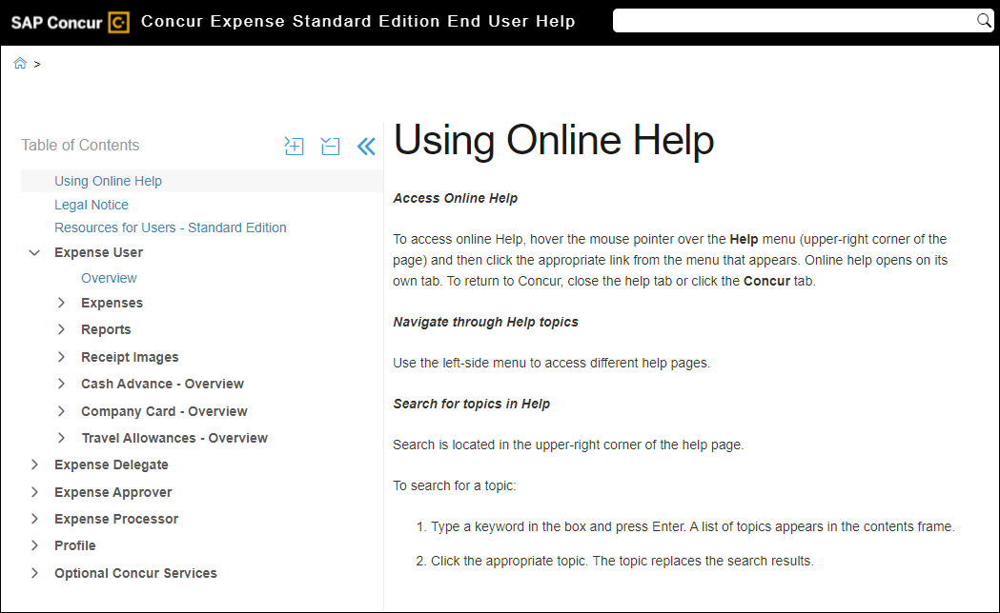 SAP Concur C Concur Expense Standard Edition End User Help
>
Table of Contents
Using Online Help
Legal Notice
Resources for Users - Standard Edition
Expense User
Overview
Expenses
Reports
Receipt Images
Cash Advance - Overview
Company Card - Overview
Travel Allowances - Overview
Expense Delegate
Expense Approver
Expense Processor
Profile
Optional Concur Services
Using Online Help
Access Online Help
To access online Help, hover the mouse pointer over the Help menu (upper-right corner of the
page) and then click the appropriate link from the menu that appears. Online help opens on its
own tab. To return to Concur, close the help tab or click the Concur tab.
Navigate through Help topics
Use the left-side menu to access different help pages.
Search for topics in Help
Search is located in the upper-right corner of the help page.
To search for a topic:
1. Type a keyword in the box and press Enter. A list of topics appears in the contents frame.
2. Click the appropriate topic. The topic replaces the search results.